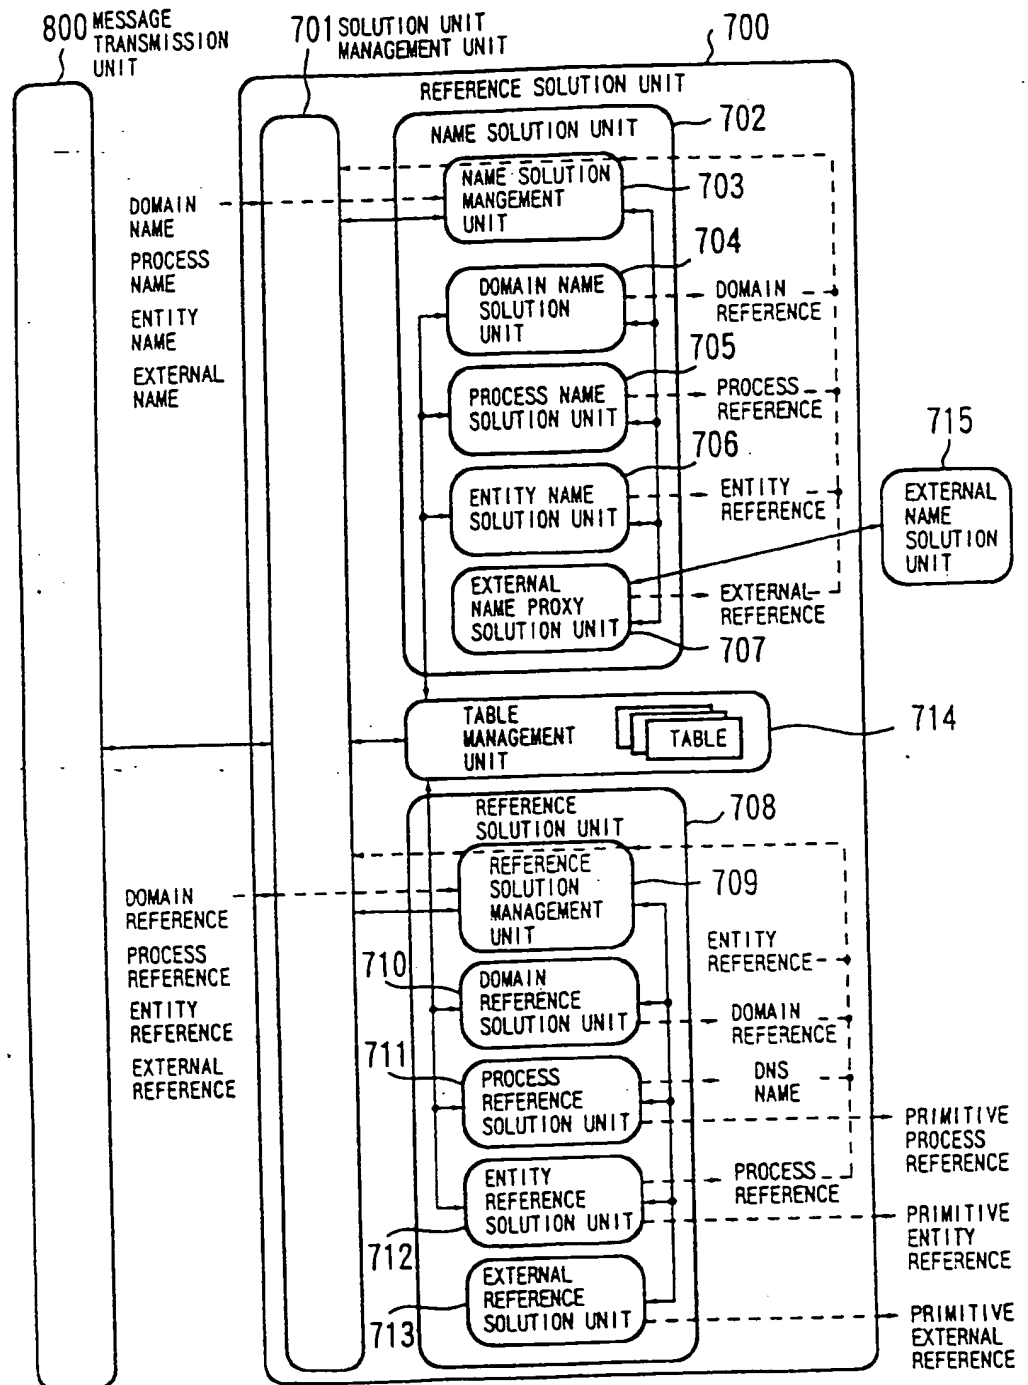 800 MESSAGE
TRANSMISSION
UNIT
701 SOLUTION UNIT
MANAGEMENT UNIT
700
REFERENCE SOLUTION UNIT
NAME SOLUTION UNIT
702
NAME SOLUTION
MANGEMENT
UNIT
703
DOMAIN
NAME
PROCESS
NAME
ENTITY
NAME
EXTERNAL
NAME
704
DOMAIN NAME
SOLUTION
UNIT
DOMAIN
REFERENCE
705
PROCESS NAME
SOLUTION UNIT
PROCESS
REFERENCE
706
ENTITY NAME
SOLUTION UNIT
ENTITY
REFERENCE
715
EXTERNAL
NAME
SOLUTION
UNIT
EXTERNAL
NAME PROXY
SOLUTION UNIT
EXTERNAL
REFERENCE
707
TABLE
MANAGEMENT
UNIT
TABLE
714
REFERENCE
SOLUTION UNIT
708
REFERENCE
SOLUTION
MANAGEMENT
UNIT
709
DOMAIN
REFERENCE
PROCESS
REFERENCE
ENTITY
REFERENCE
EXTERNAL
REFERENCE
ENTITY
REFERENCE
710
DOMAIN
REFERENCE
SOLUTION UNIT
DOMAIN
REFERENCE
711
PROCESS
REFERENCE
SOLUTION UNIT
DNS
NAME
PRIMITIVE
PROCESS
REFERENCE
ENTITY
REFERENCE
SOLUTION UNIT
PROCESS
REFERENCE
712
PRIMITIVE
ENTITY
REFERENCE
EXTERNAL
REFERENCE
SOLUTION UNIT
713
PRIMITIVE
EXTERNAL
REFERENCE